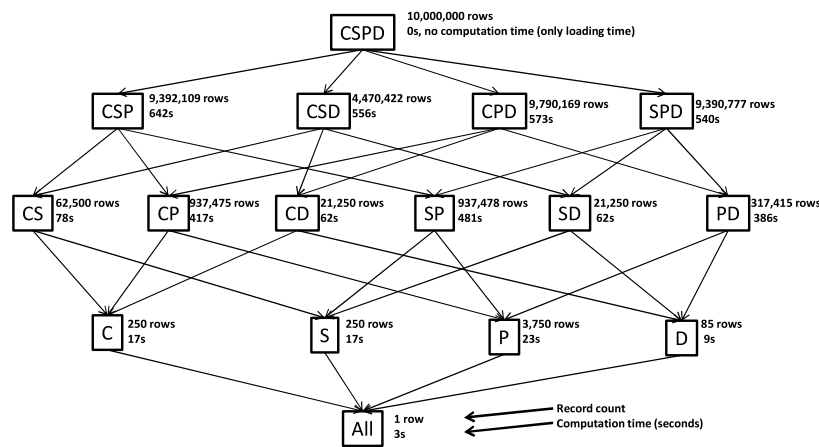 CSPD
10,000,000 rows
0s, no computation time (only loading time)
CSP
9,392,109 rows
642s
CSD
4,470,422 rows
556s
CPD
9,790,169 rows
573s
SPD
9,390,777 rows
540s
CS
62,500 rows
78s
CP
937,475 rows
417s
CD
21,250 rows
62s
SP
937,478 rows
481s
SD
21,250 rows
62s
PD
317,415 rows
386s
C
250 rows
17s
S
250 rows
17s
P
3,750 rows
23s
D
85 rows
9s
All
1 row
3s
Record count
Computation time (seconds)